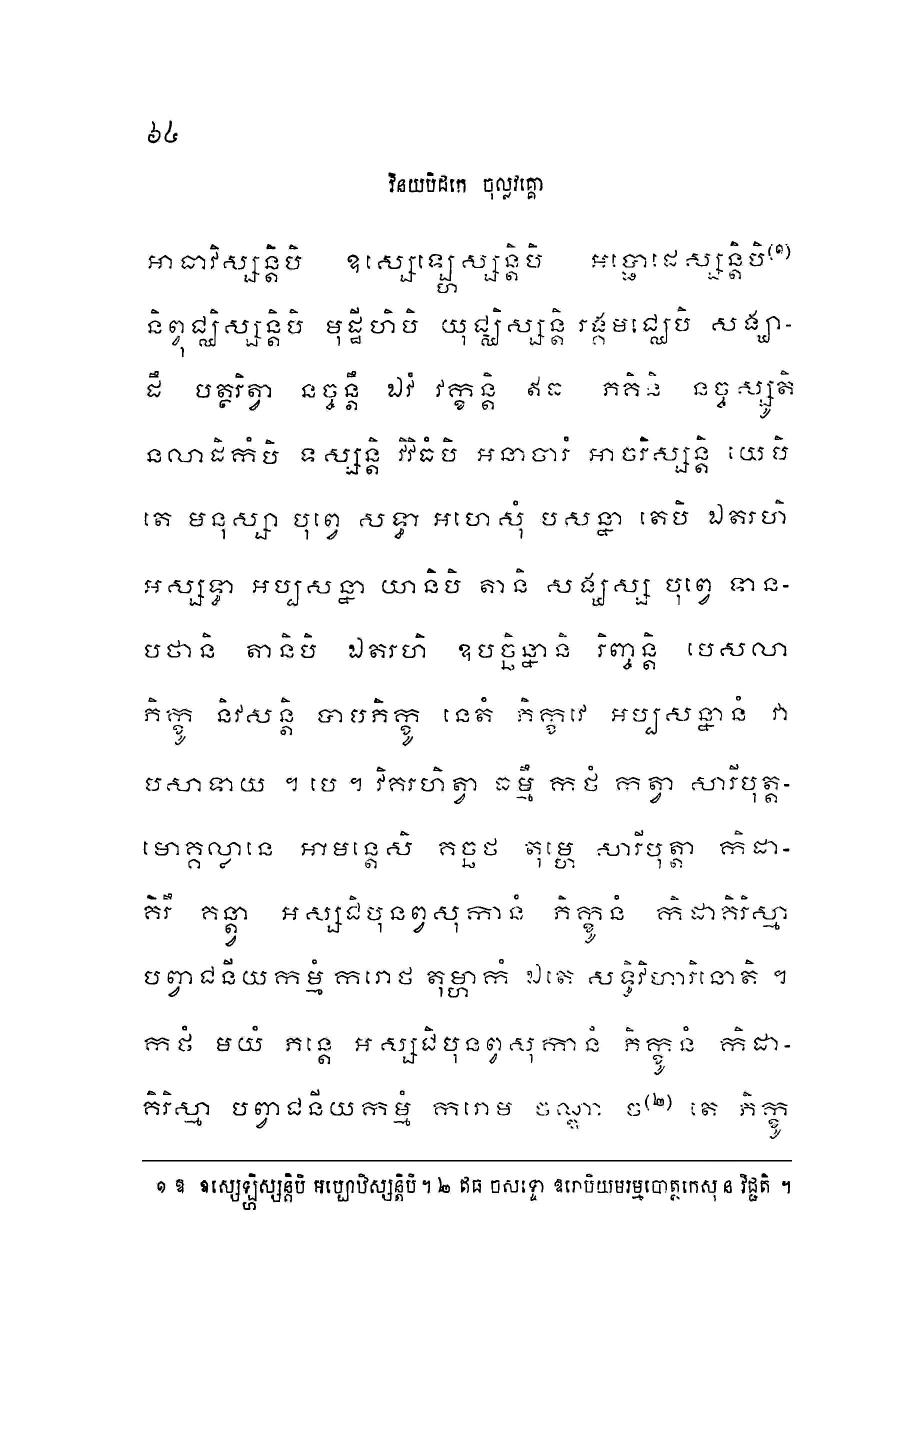 ៦៤
វិនយបិដកេ ចុល្លវគ្គោ
អាធាវិស្សន្តិបិ ឧស្សេឡ្ហេស្សន្តិបិ អប្ផោដេស្សន្តិបិ(១)
និព្វុជ្ឈិស្សន្តិបិ មុដ្ឋីហិបិ យុជ្ឈិស្សន្តិ រង្គមជ្ឈេបិ សង្ឃា-
ដឹ បត្ថរិត្វា នច្ចន្តឹ ឯវំ វក្ខន្តិ ឥធ ភគិនិ នច្ចស្សូតិ
នលាដិកំបិ ទស្សន្តិ វិវិធំបិ អនាចារំ អាចរិស្សន្តិ យេបិ
តេ មនុស្សា បុព្វេ សទ្ធា អហេសុំ បសន្នា តេបិ ឯតរហិ
អស្សទ្ធា អប្បសន្នា យានិបិ តានិ សង្ឃស្ស បុព្វេ ទាន-
បថានិ តានិបិ ឯតរហិ ឧបច្ឆិន្នានិ រិញ្ចន្តិ បេសលា
ភិក្ខូ និវសន្តិ បាបភិក្ខូ នេតំ ភិក្ខវេ អប្បសន្នានំ វា
បសាទាយ ។ បេ ។ វិគរហិត្វា ធម្មឹ កថំ កត្វា សារីបុត្ត-
មោគ្គល្លានេ អាមន្តេសិ គច្ឆថ តុម្ហេ សារីបុត្តា កិដា-
គិរឹ គន្ត្វា អស្សជិបុនព្វសុកានំ ភិក្ខូនំ កិដាគិរិស្មា
បព្វាជនីយកម្មំ ករោថ តុម្ហាកំ ឯតេ សទ្ធិវិហារិនោតិ ។
កថំ មយំ ភន្តេ អស្សជិបុនព្វសុកានំ ភិក្ខូនំ កិដា-
គិរិស្មា បព្វាជនីយកម្មំ ករោម ចណ្ឌា ច(២) តេ ភិក្ខូ
១ ឱ ឧស្សេឡ្ហិស្សន្តិបិ អប្ផោឋិស្សន្តិបិ។ ២ ឥធ ចសទ្ទោ ឧរោបិយមរម្មបោត្ថកេសុ ន វិជ្ជតិ ។